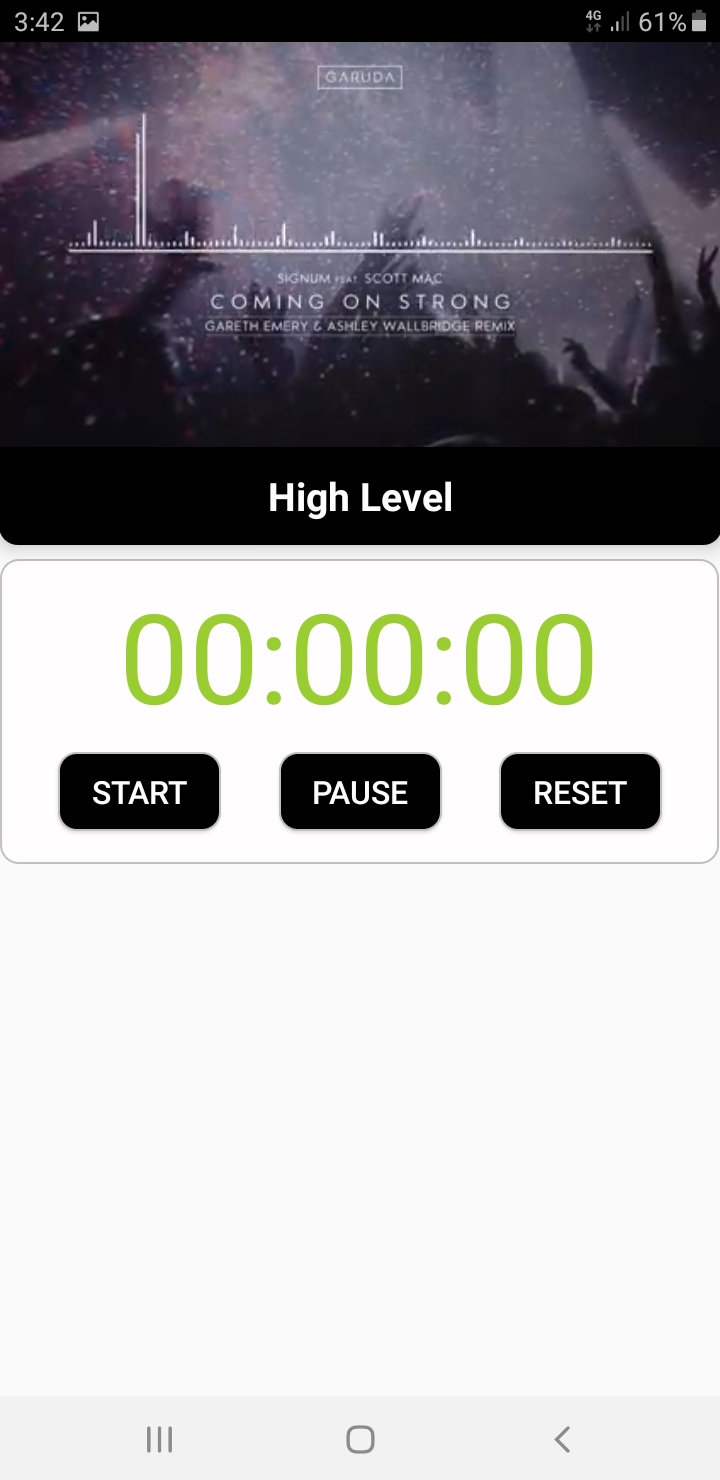 3:42 4G 61%
GARUDA
SIGNUM FEAT. SCOTT MAC
COMING ON STRONG
GARETH EMERY & ASHLEY WALLBRIDGE REMIX
High Level
00:00:00
START PAUSE RESET